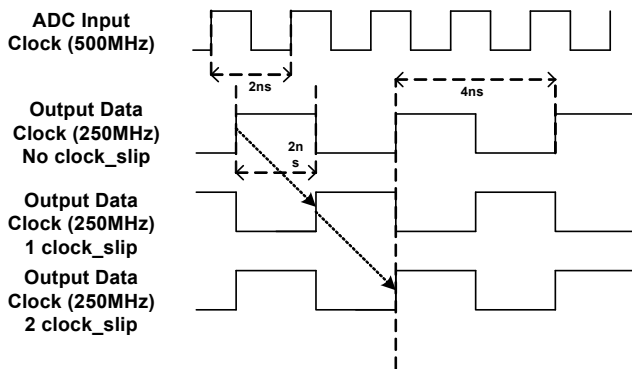 ADC Input
Clock (500MHz)
2ns
4ns
Output Data
Clock (250MHz)
No clock_slip
2n
s
Output Data
Clock (250MHz)
1 clock_slip
Output Data
Clock (250MHz)
2 clock_slip